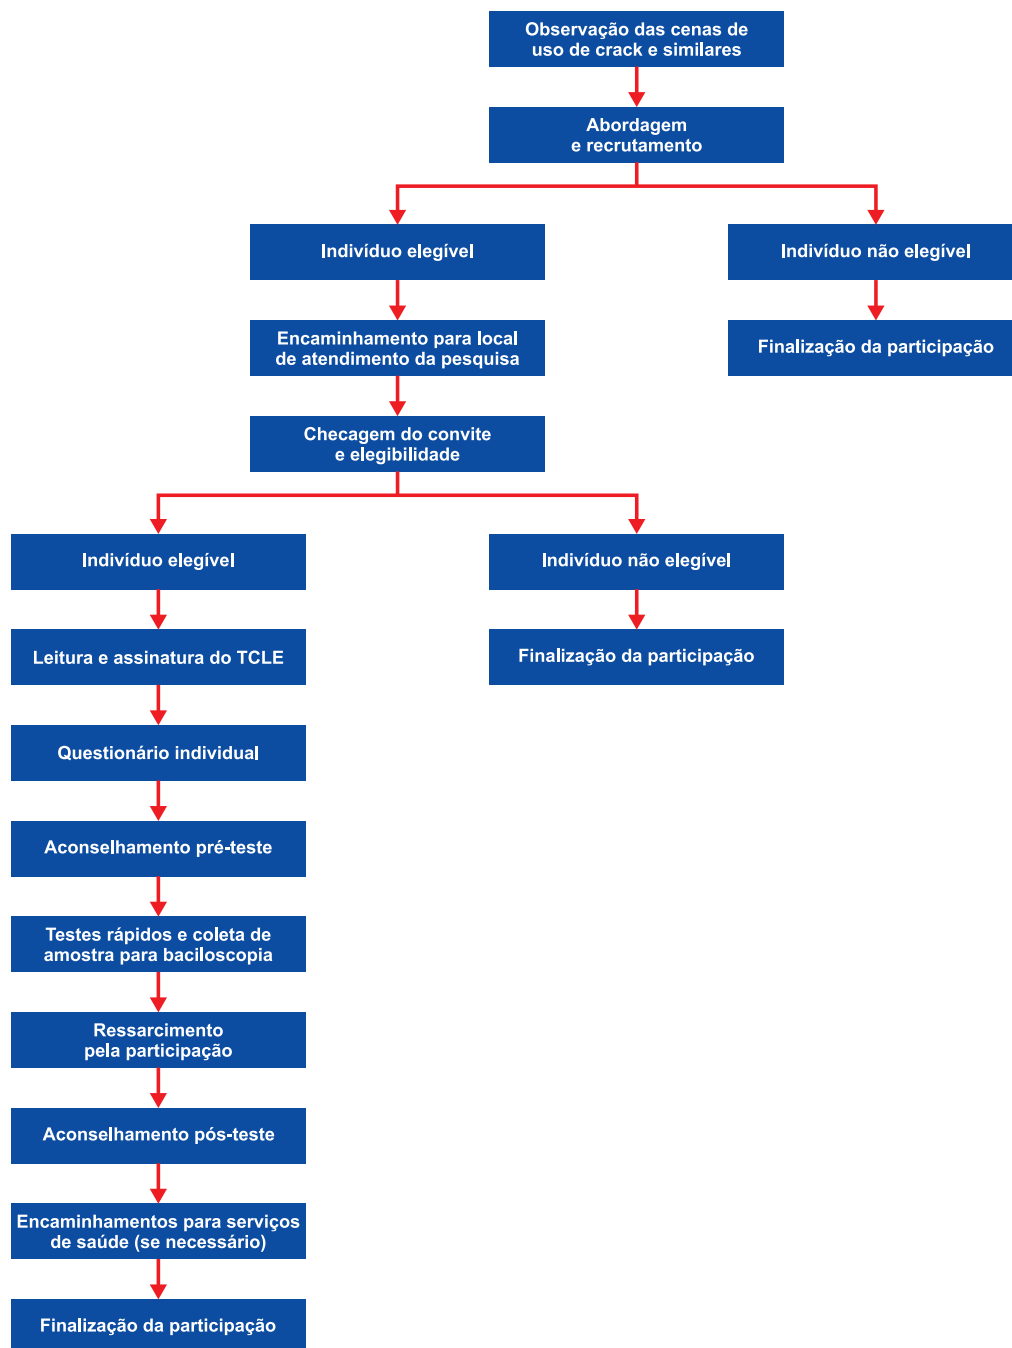 Observação das cenas de
uso de crack e similares
Abordagem
e recrutamento
Indivíduo elegível
Indivíduo não elegível
Encaminhamento para local
de atendimento da pesquisa
Finalização da participação
Checagem do convite
e elegibilidade
Indivíduo elegível
Indivíduo não elegível
Leitura e assinatura do TCLE
Finalização da participação
Questionário individual
Aconselhamento pré-teste
Testes rápidos e coleta de
amostra para baciloscopia
Ressarcimento
pela participação
Aconselhamento pós-teste
Encaminhamentos para serviços
de saúde (se necessário)
Finalização da participação